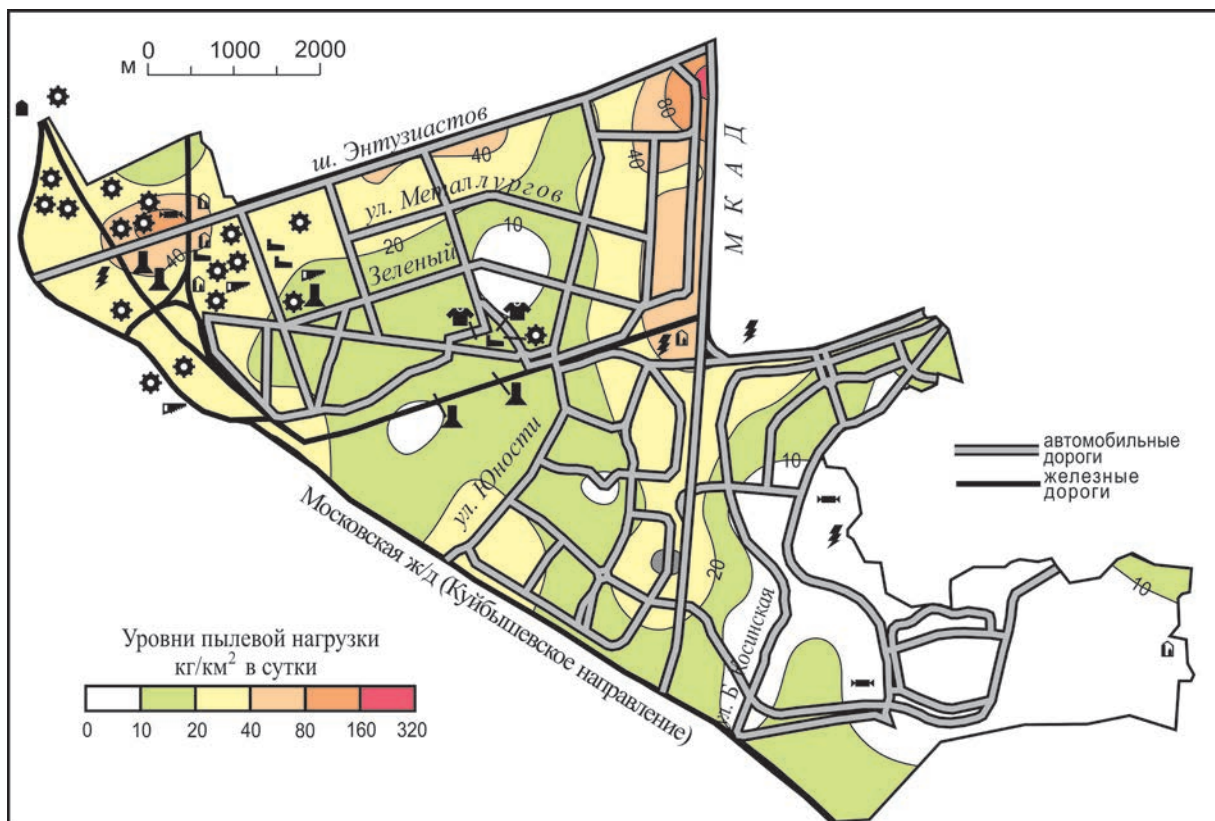 0 1000 2000
м
ш. Энтузиастов
80
МКАД
40
40
ул. Металлургов
10
20
Зеленый
40
10
автомобильные
дороги
железные
дороги
ул. Юности
Московская ж/д (Куйбышевское направление)
20
ул. Б. Косинская
10
Уровни пылевой нагрузки
кг/км² в сутки
0 10 20 40 80 160 320